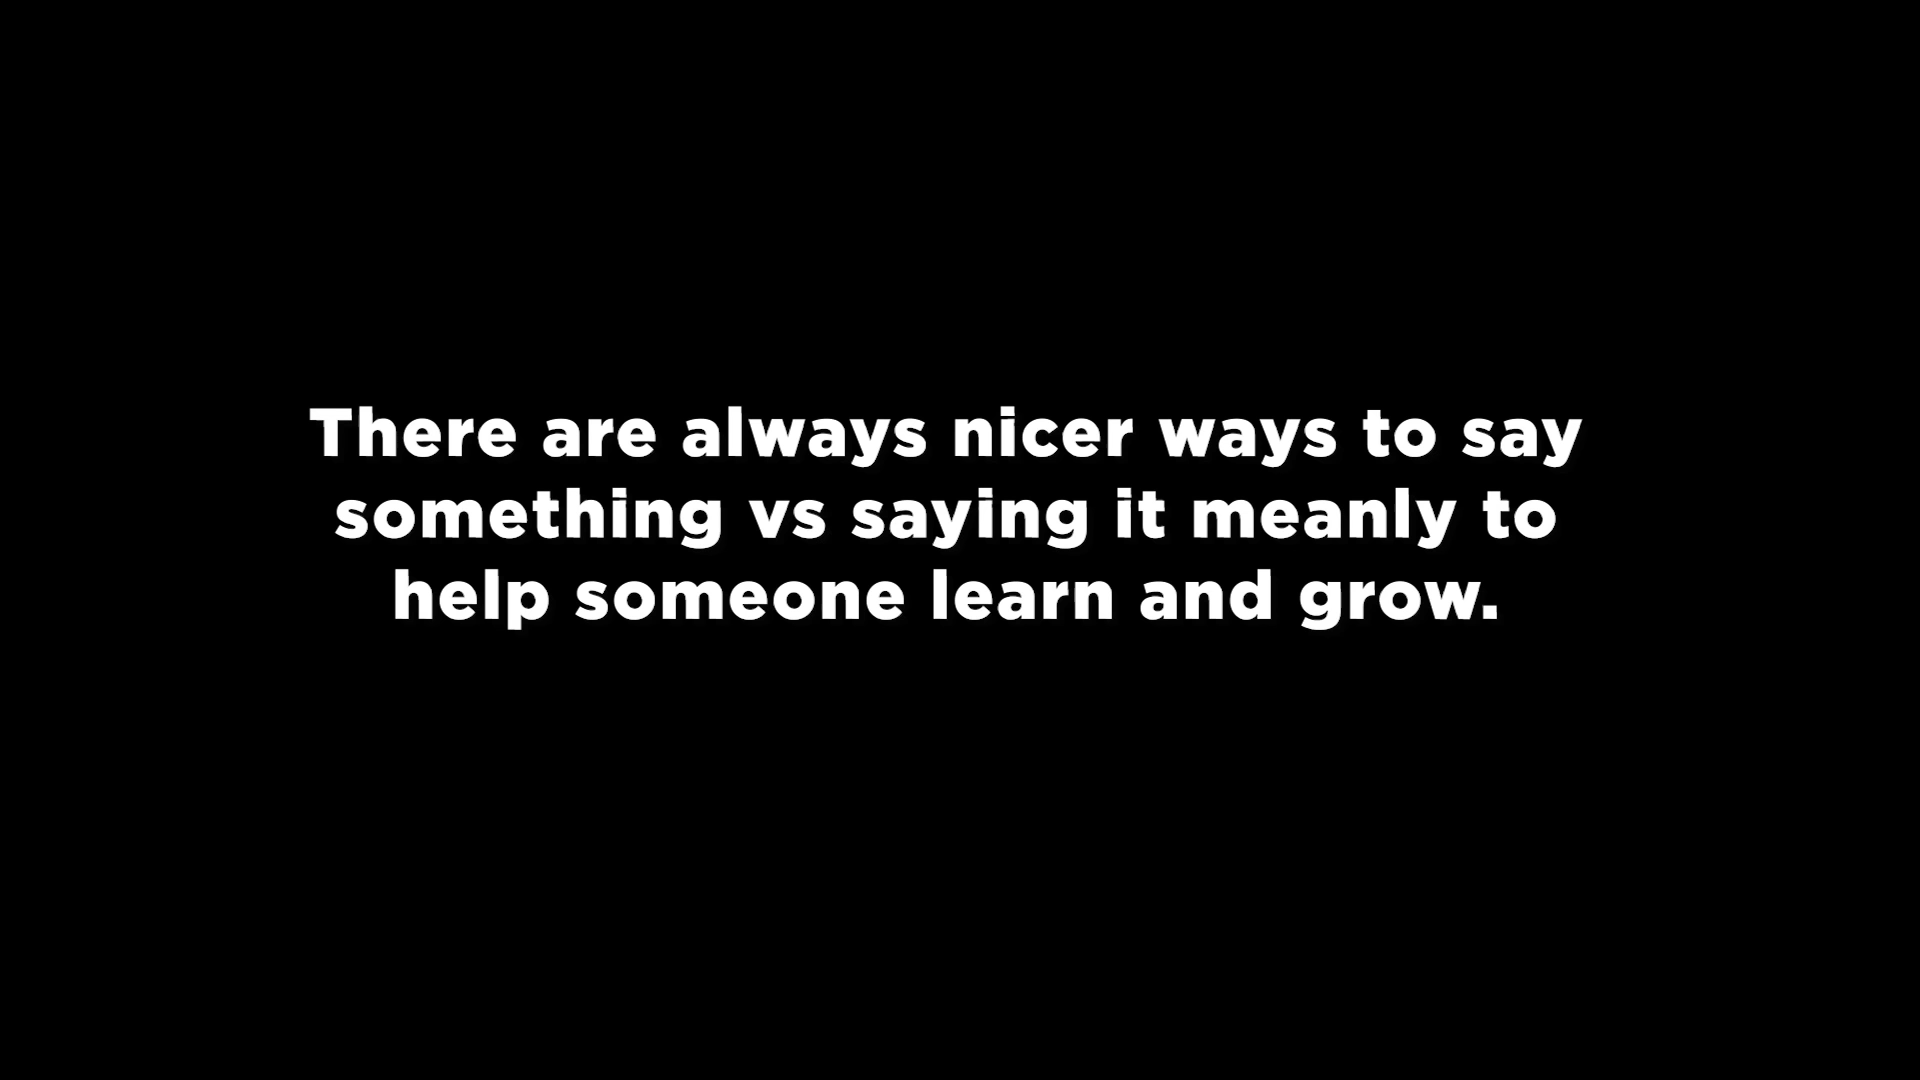 There are always nicer ways to say
something vs saying it meanly to
help someone learn and grow.